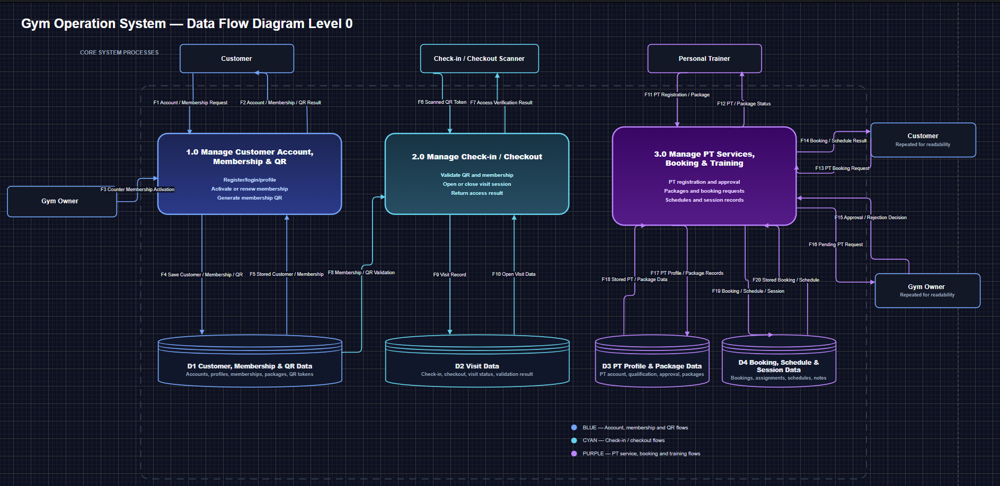 Gym Operation System — Data Flow Diagram Level 0
CORE SYSTEM PROCESSES
Customer
Check-in / Checkout Scanner
Personal Trainer
F1 Account / Membership Request
F2 Account / Membership / QR Result
F6 Scanned QR Token
F7 Access Verification Result
F11 PT Registration / Package
F12 PT / Package Status
1.0 Manage Customer Account,
Membership & QR
Register/login/profile
Activate or renew membership
Generate membership QR
2.0 Manage Check-in / Checkout
Validate QR and membership
Open or close visit session
Return access result
3.0 Manage PT Services,
Booking & Training
PT registration and approval
Packages and booking requests
Schedules and session records
F14 Booking / Schedule Result
Customer
Repeated for readability
F13 PT Booking Request
F3 Counter Membership Activation
Gym Owner
F15 Approval / Rejection Decision
F16 Pending PT Request
F4 Save Customer / Membership / QR
F5 Stored Customer / Membership
F8 Membership / QR Validation
F9 Visit Record
F10 Open Visit Data
F18 Stored PT / Package Data
F17 PT Profile / Package Records
F20 Stored Booking / Schedule
F19 Booking / Schedule / Session
Gym Owner
Repeated for readability
D1 Customer, Membership & QR Data
Accounts, profiles, memberships, packages, QR tokens
D2 Visit Data
Check-in, checkout, visit status, validation result
D3 PT Profile & Package Data
PT account, qualification, approval, packages
D4 Booking, Schedule &
Session Data
Bookings, assignments, schedules, notes
BLUE — Account, membership and QR flows
CYAN — Check-in / checkout flows
PURPLE — PT service, booking and training flows